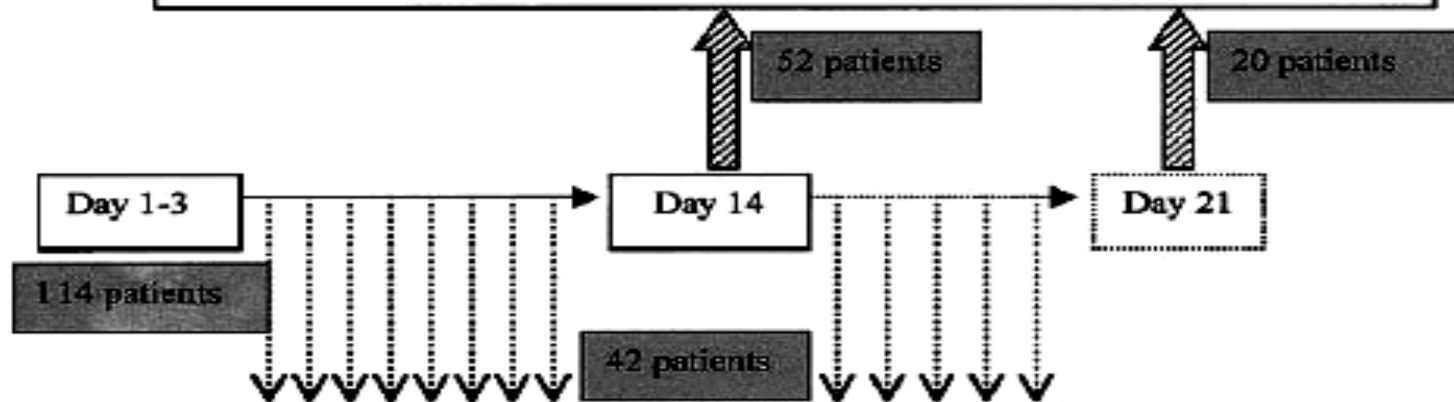 52 patients
20 patients
Day 1-3
Day 14
Day 21
114 patients
42 patients